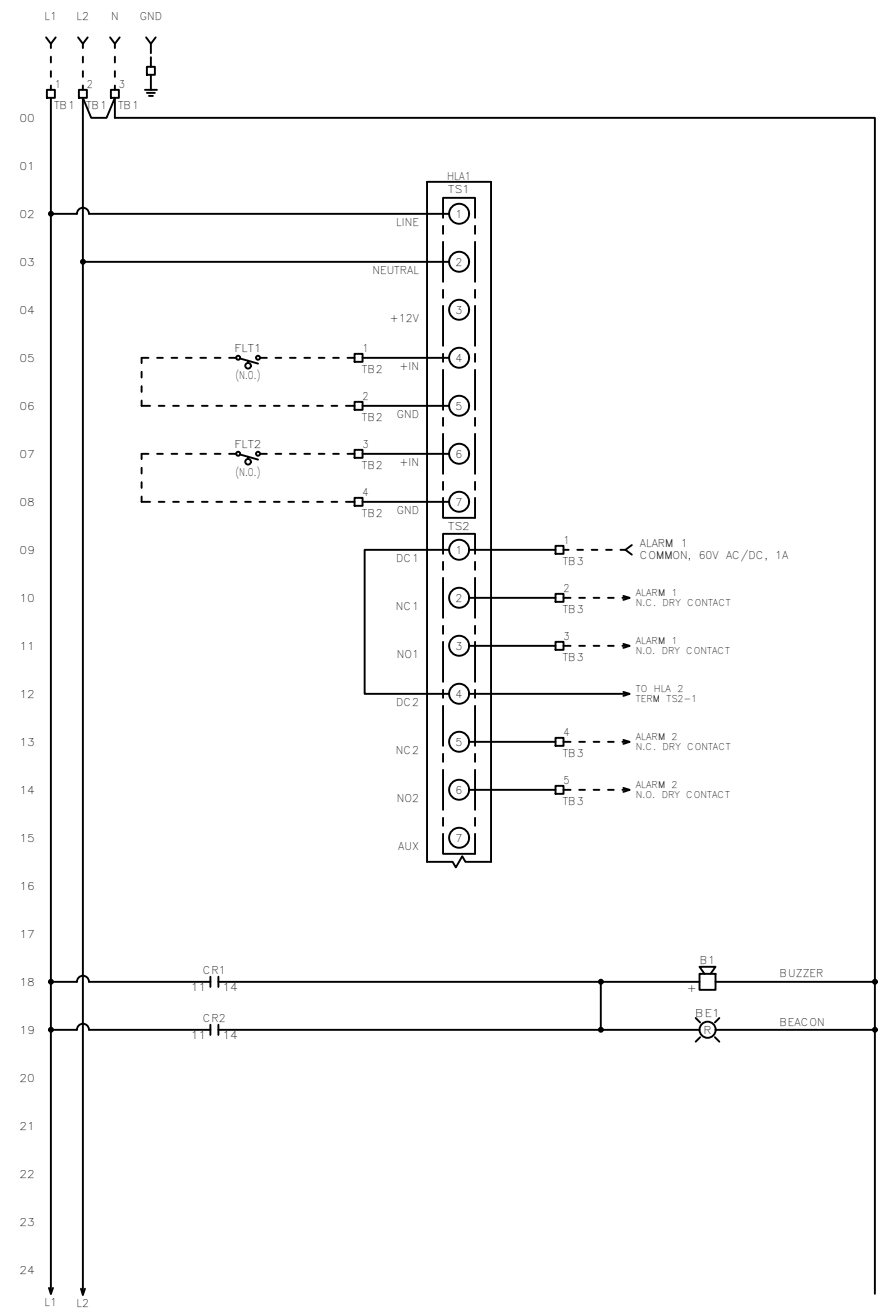 L1 L2 N GND
1 2 3
TB1 TB1 TB1
00
01
HLA1
TS1
02 LINE 1
03 NEUTRAL 2
04 +12V 3
FLT1 1
05 +IN 4
(N.O.) TB2
2
06 GND 5
TB2
FLT2 3
07 +IN 6
(N.O.) TB2
4
08 GND 7
TB2
TS2
09 DC1 1 1 ALARM 1
TB3 COMMON, 60V AC/DC, 1A
10 NC1 2 2 ALARM 1
TB3 N.C. DRY CONTACT
11 NO1 3 3 ALARM 1
TB3 N.O. DRY CONTACT
12 DC2 4 TO HLA 2
TERM TS2-1
13 NC2 5 4 ALARM 2
TB3 N.C. DRY CONTACT
14 NO2 6 5 ALARM 2
TB3 N.O. DRY CONTACT
15 AUX 7
16
17
CR1 B1
18 11 14 + BUZZER
CR2 BE1
19 11 14 R BEACON
20
21
22
23
24
L1 L2